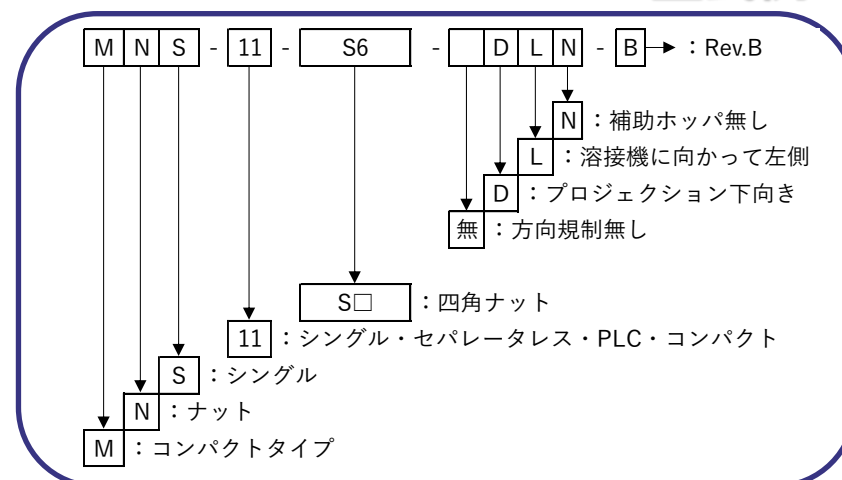 MNS - 11 - S6 - DLN - B ：Rev.B
N ：補助ホッパ無し
L ：溶接機に向かって左側
D ：プロジェクション下向き
無 ：方向規制無し
S□ ：四角ナット
11 ：シングル・セパレータレス・PLC・コンパクト
S ：シングル
N ：ナット
M ：コンパクトタイプ